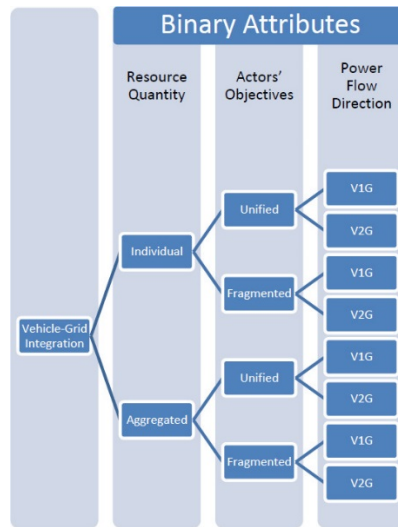 Binary Attributes
Resource
Quantity
Actors'
Objectives
Power
Flow
Direction
Vehicle-Grid
Integration
Individual
Aggregated
Unified
Fragmented
Unified
Fragmented
V1G
V2G
V1G
V2G
V1G
V2G
V1G
V2G